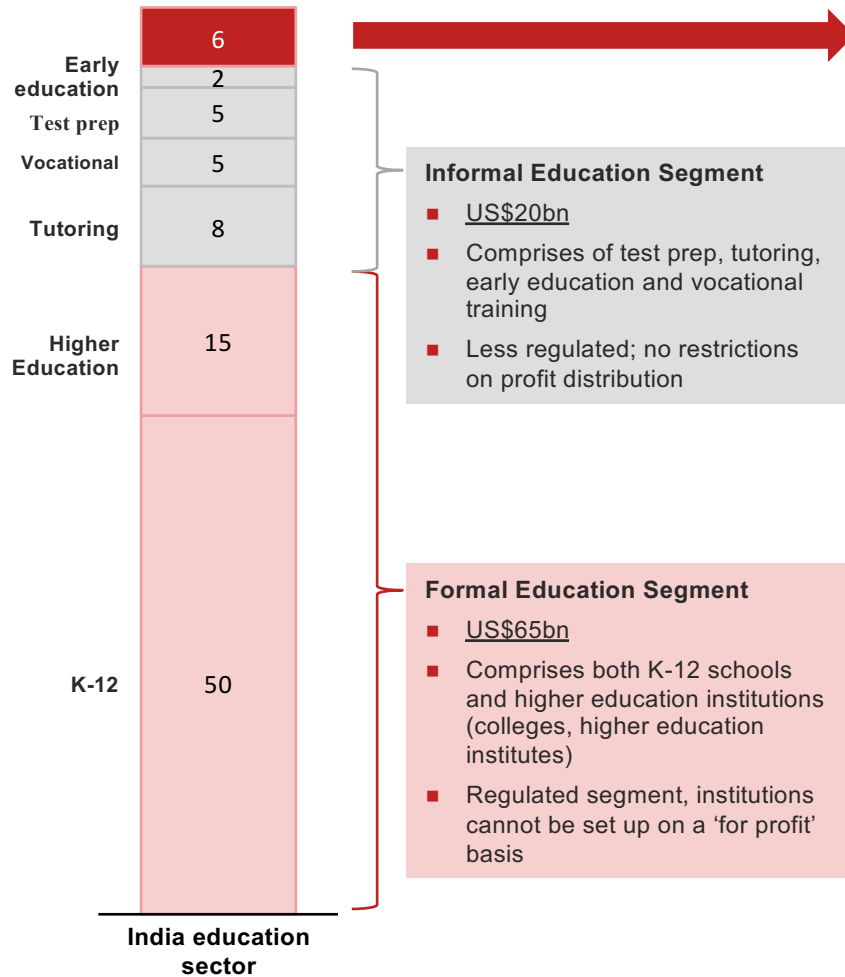 6
Early
education
2
Test prep
5
Vocational
5
Tutoring
8
Higher
Education
15
K-12
50
India education
sector
Informal Education Segment
■ US$20bn
■ Comprises of test prep, tutoring,
early education and vocational
training
■ Less regulated; no restrictions
on profit distribution
Formal Education Segment
■ US$65bn
■ Comprises both K-12 schools
and higher education institutions
(colleges, higher education
institutes)
■ Regulated segment, institutions
cannot be set up on a ‘for profit’
basis